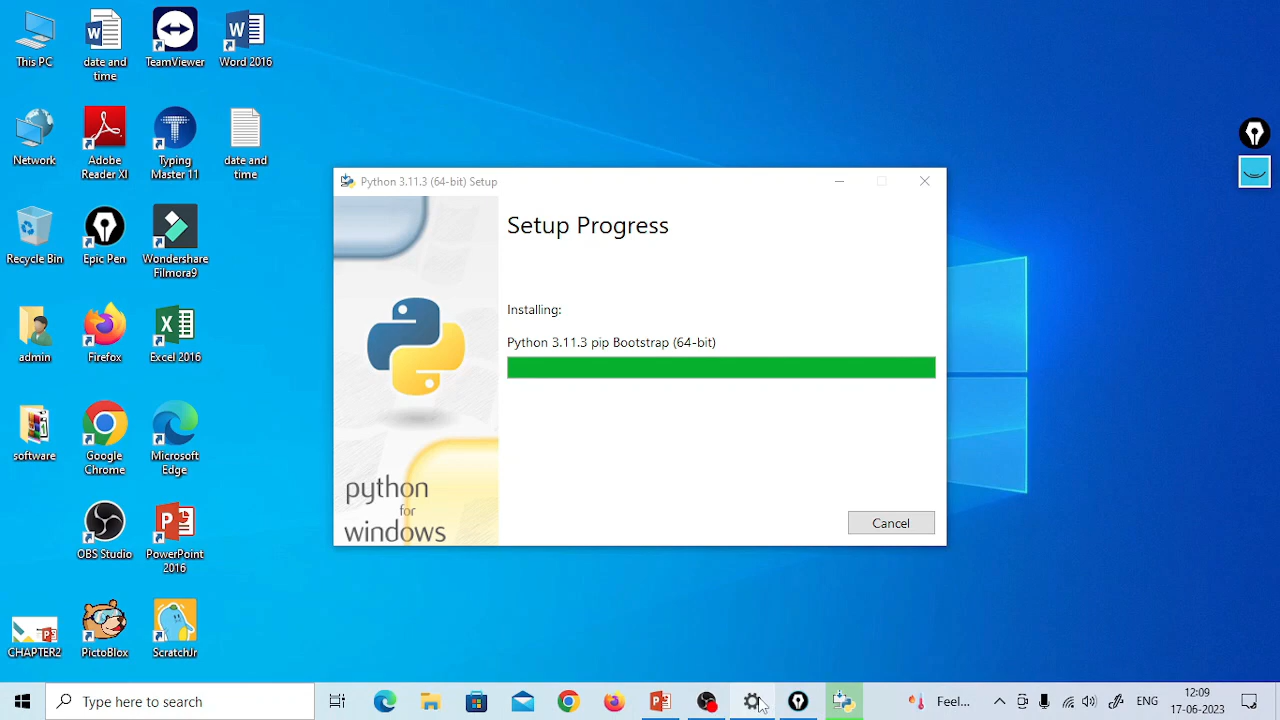 This PC
date and
time
TeamViewer
Word 2016
Network
Adobe
Reader XI
Typing
Master 11
date and
time
Recycle Bin
Epic Pen
Wondershare
Filmora9
admin
Firefox
Excel 2016
software
Google
Chrome
Microsoft
Edge
OBS Studio
PowerPoint
2016
CHAPTER2
PictoBlox
ScratchJr
Python 3.11.3 (64-bit) Setup
Setup Progress
Installing:
Python 3.11.3 pip Bootstrap (64-bit)
python
for
windows
Cancel
Type here to search
Feel...
ENG
12:09
17-06-2023